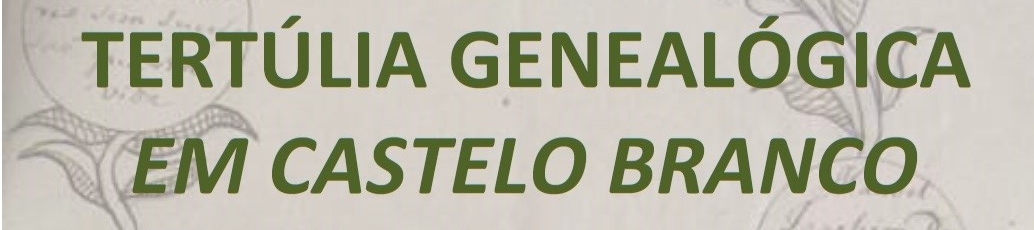 TERTÚLIA GENEALÓGICA
EM CASTELO BRANCO